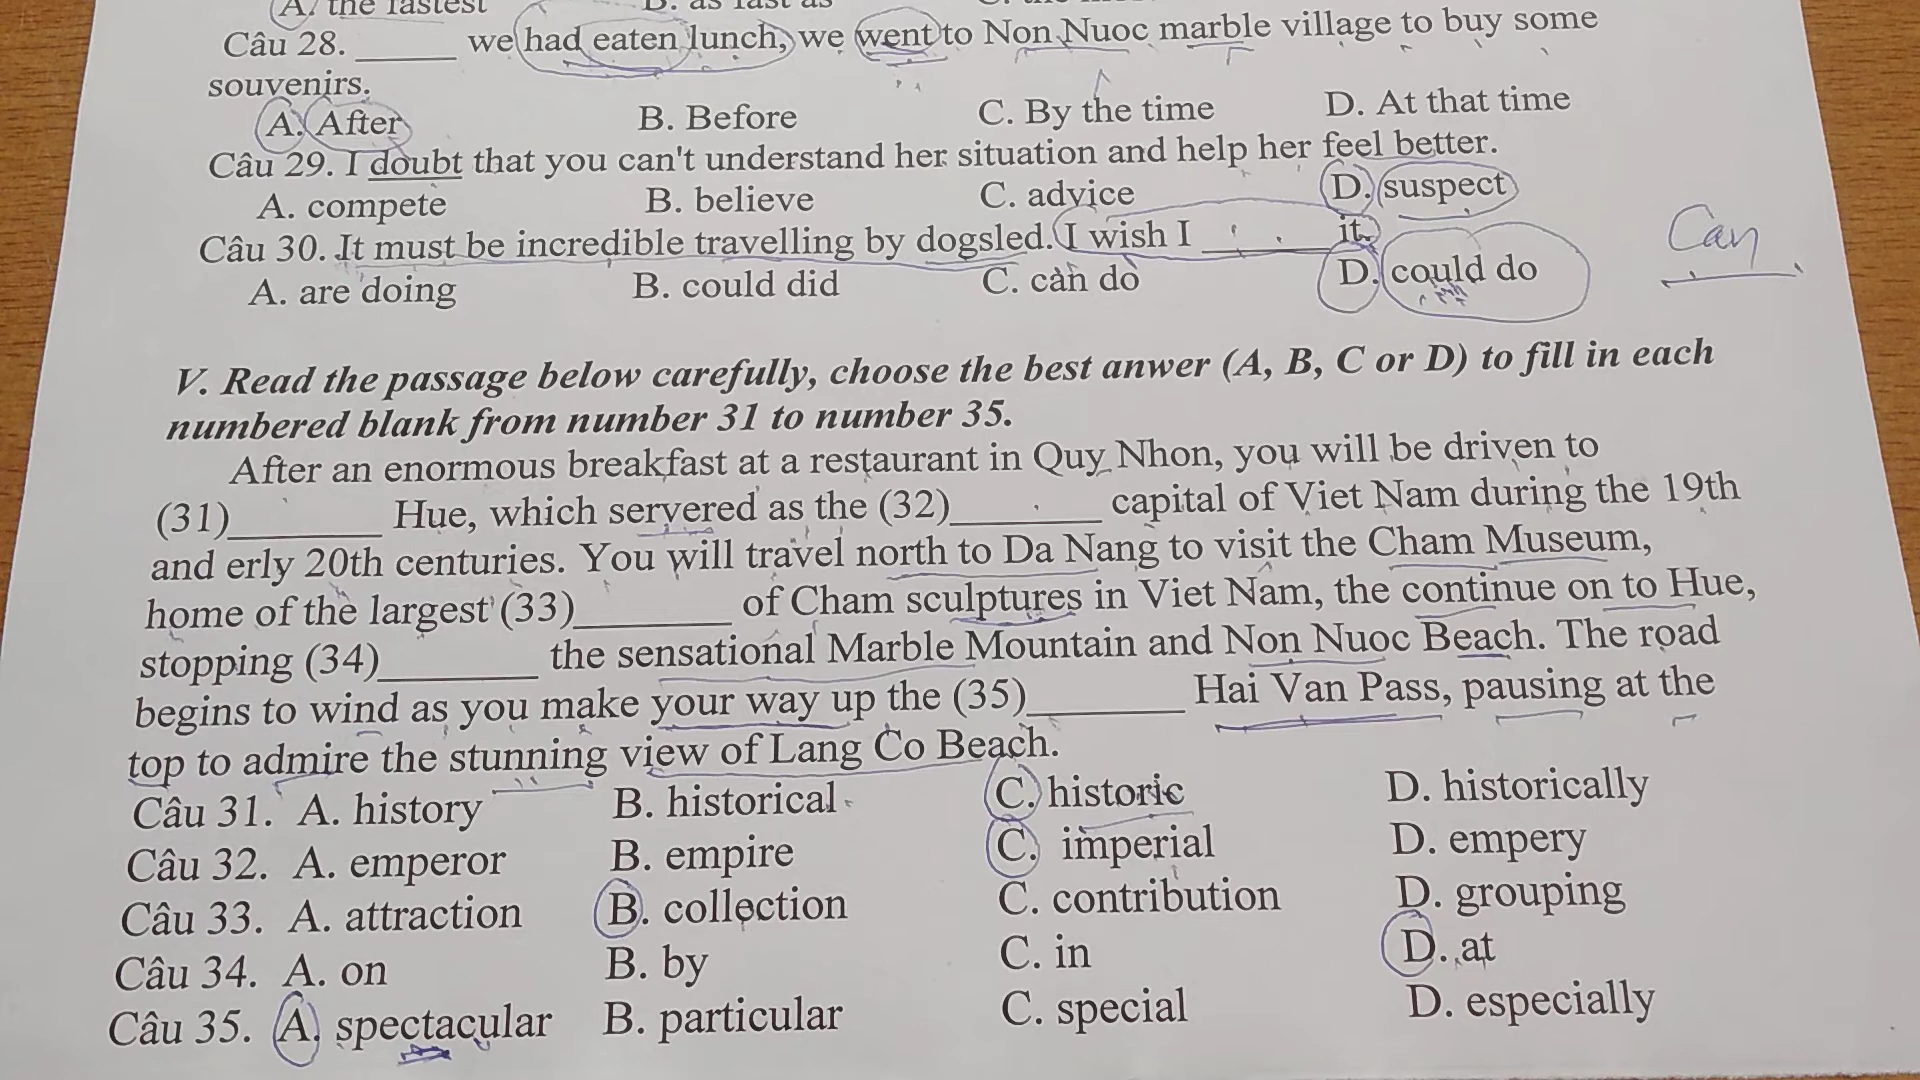 A. the fastest B. as fast as
Câu 28. _____ we had eaten lunch, we went to Non Nuoc marble village to buy some
souvenirs.
A. After B. Before C. By the time D. At that time
Câu 29. I doubt that you can't understand her situation and help her feel better.
A. compete B. believe C. advice D. suspect
Câu 30. It must be incredible travelling by dogsled. I wish I _______ it.
A. are doing B. could did C. can do D. could do
Can
V. Read the passage below carefully, choose the best anwer (A, B, C or D) to fill in each
numbered blank from number 31 to number 35.
After an enormous breakfast at a restaurant in Quy Nhon, you will be driven to
(31)_______ Hue, which servered as the (32)_______ capital of Viet Nam during the 19th
and erly 20th centuries. You will travel north to Da Nang to visit the Cham Museum,
home of the largest (33)_______ of Cham sculptures in Viet Nam, the continue on to Hue,
stopping (34)_______ the sensational Marble Mountain and Non Nuoc Beach. The road
begins to wind as you make your way up the (35)_______ Hai Van Pass, pausing at the
top to admire the stunning view of Lang Co Beach.
Câu 31. A. history B. historical C. historic D. historically
Câu 32. A. emperor B. empire C. imperial D. empery
Câu 33. A. attraction B. collection C. contribution D. grouping
Câu 34. A. on B. by C. in D. at
Câu 35. A. spectacular B. particular C. special D. especially